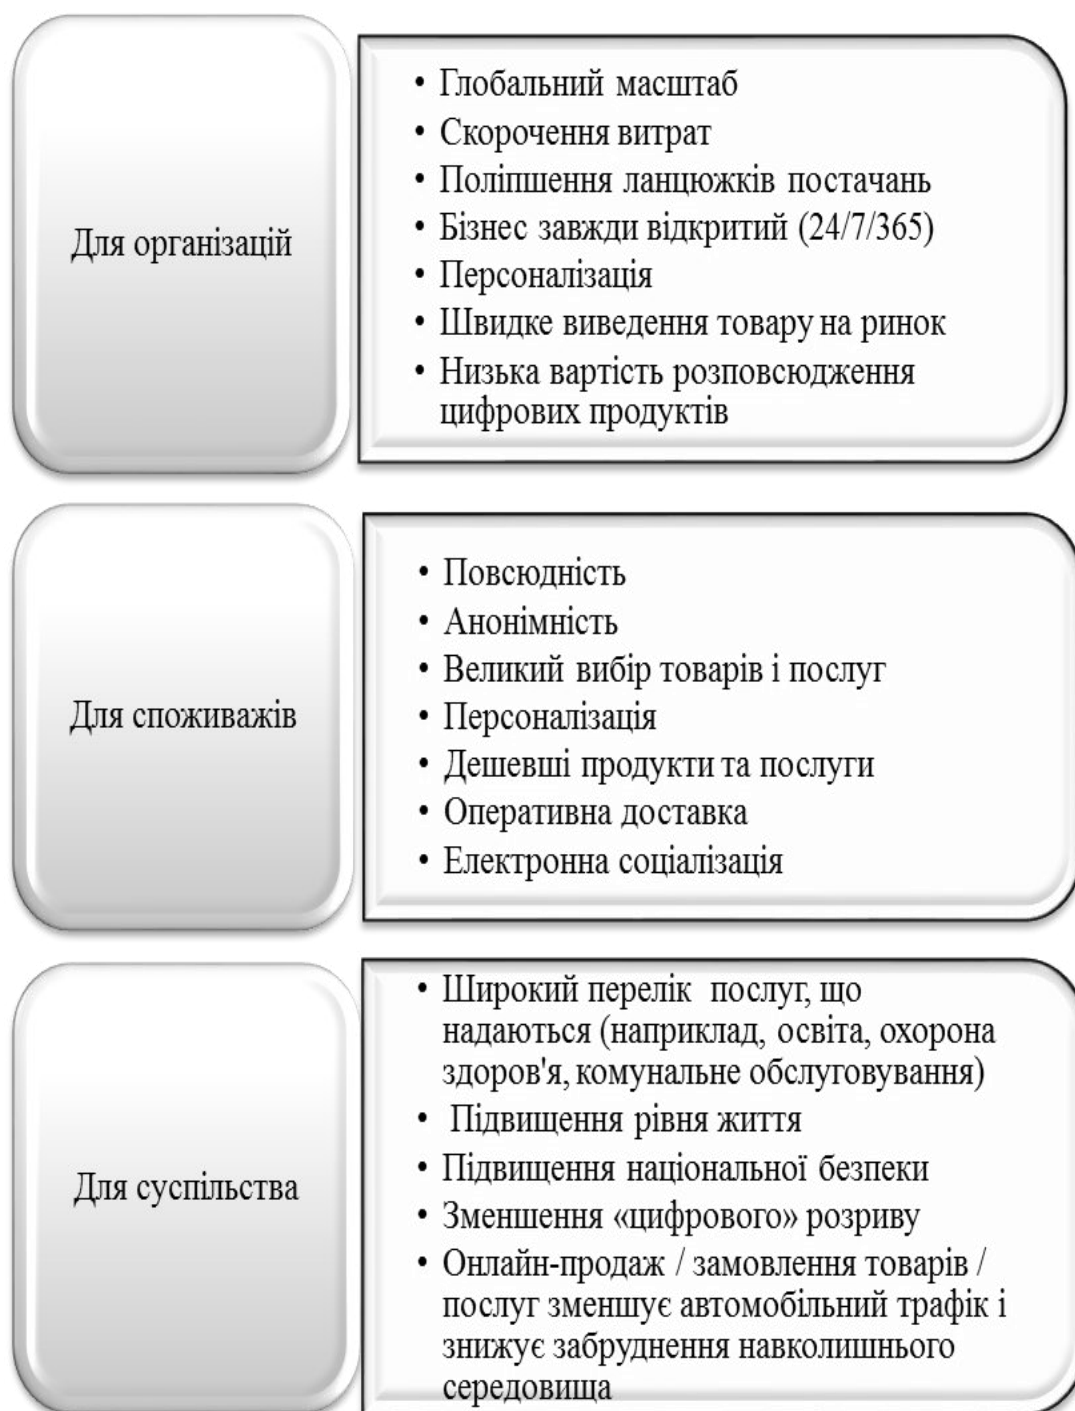 Для організацій
• Глобальний масштаб
• Скорочення витрат
• Поліпшення ланцюжків постачань
• Бізнес завжди відкритий (24/7/365)
• Персоналізація
• Швидке виведення товару на ринок
• Низька вартість розповсюдження
цифрових продуктів
Для споживажів
• Повсюдність
• Анонімність
• Великий вибір товарів і послуг
• Персоналізація
• Дешевші продукти та послуги
• Оперативна доставка
• Електронна соціалізація
Для суспільства
• Широкий перелік послуг, що
надаються (наприклад, освіта, охорона
здоров'я, комунальне обслуговування)
• Підвищення рівня життя
• Підвищення національної безпеки
• Зменшення «цифрового» розриву
• Онлайн-продаж / замовлення товарів /
послуг зменшує автомобільний трафік і
знижує забруднення навколишнього
середовища